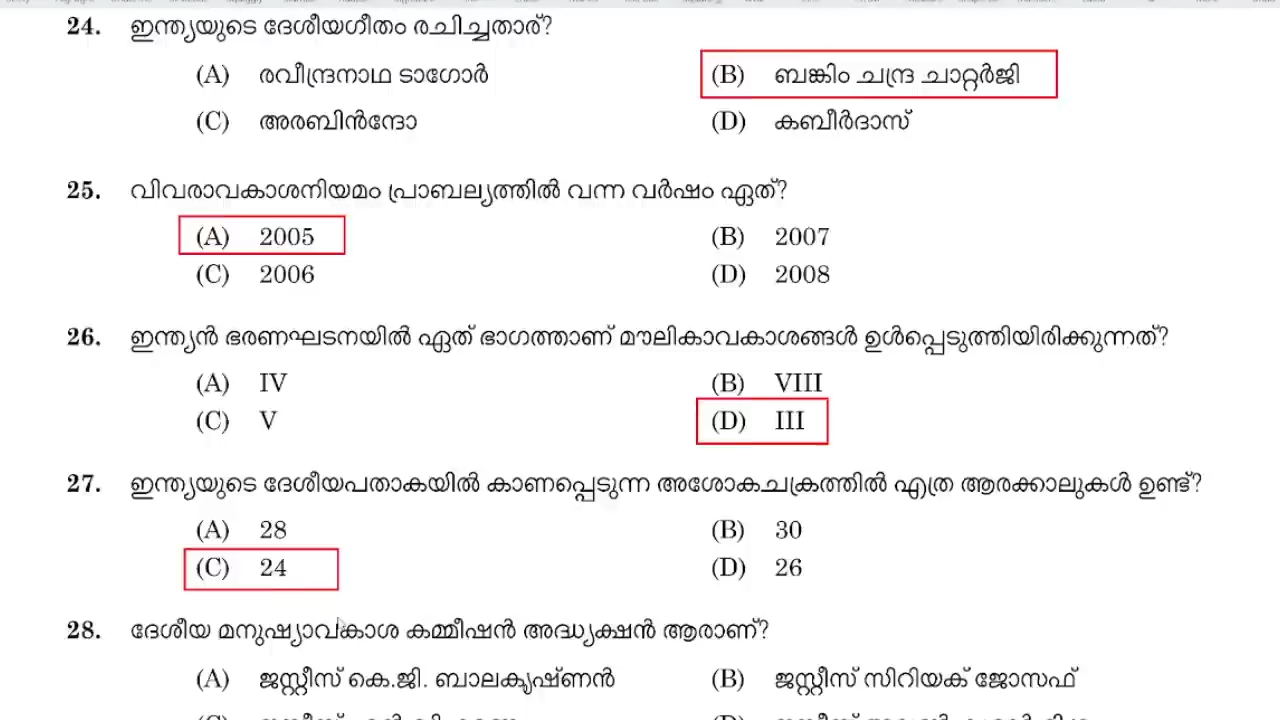 24. ഇന്ത്യയുടെ ദേശീയഗീതം രചിച്ചതാര്?
(A) രവീന്ദ്രനാഥ ടാഗോർ (B) ബങ്കിം ചന്ദ്ര ചാറ്റർജി
(C) അരബിൻന്ദോ (D) കബീർദാസ്
25. വിവരാവകാശനിയമം പ്രാബല്യത്തിൽ വന്ന വർഷം ഏത്?
(A) 2005 (B) 2007
(C) 2006 (D) 2008
26. ഇന്ത്യൻ ഭരണഘടനയിൽ ഏത് ഭാഗത്താണ് മൗലികാവകാശങ്ങൾ ഉൾപ്പെടുത്തിയിരിക്കുന്നത്?
(A) IV (B) VIII
(C) V (D) III
27. ഇന്ത്യയുടെ ദേശീയപതാകയിൽ കാണപ്പെടുന്ന അശോകചക്രത്തിൽ എത്ര ആരക്കാലുകൾ ഉണ്ട്?
(A) 28 (B) 30
(C) 24 (D) 26
28. ദേശീയ മനുഷ്യാവകാശ കമ്മീഷൻ അദ്ധ്യക്ഷൻ ആരാണ്?
(A) ജസ്റ്റീസ് കെ.ജി. ബാലകൃഷ്ണൻ (B) ജസ്റ്റീസ് സിറിയക് ജോസഫ്